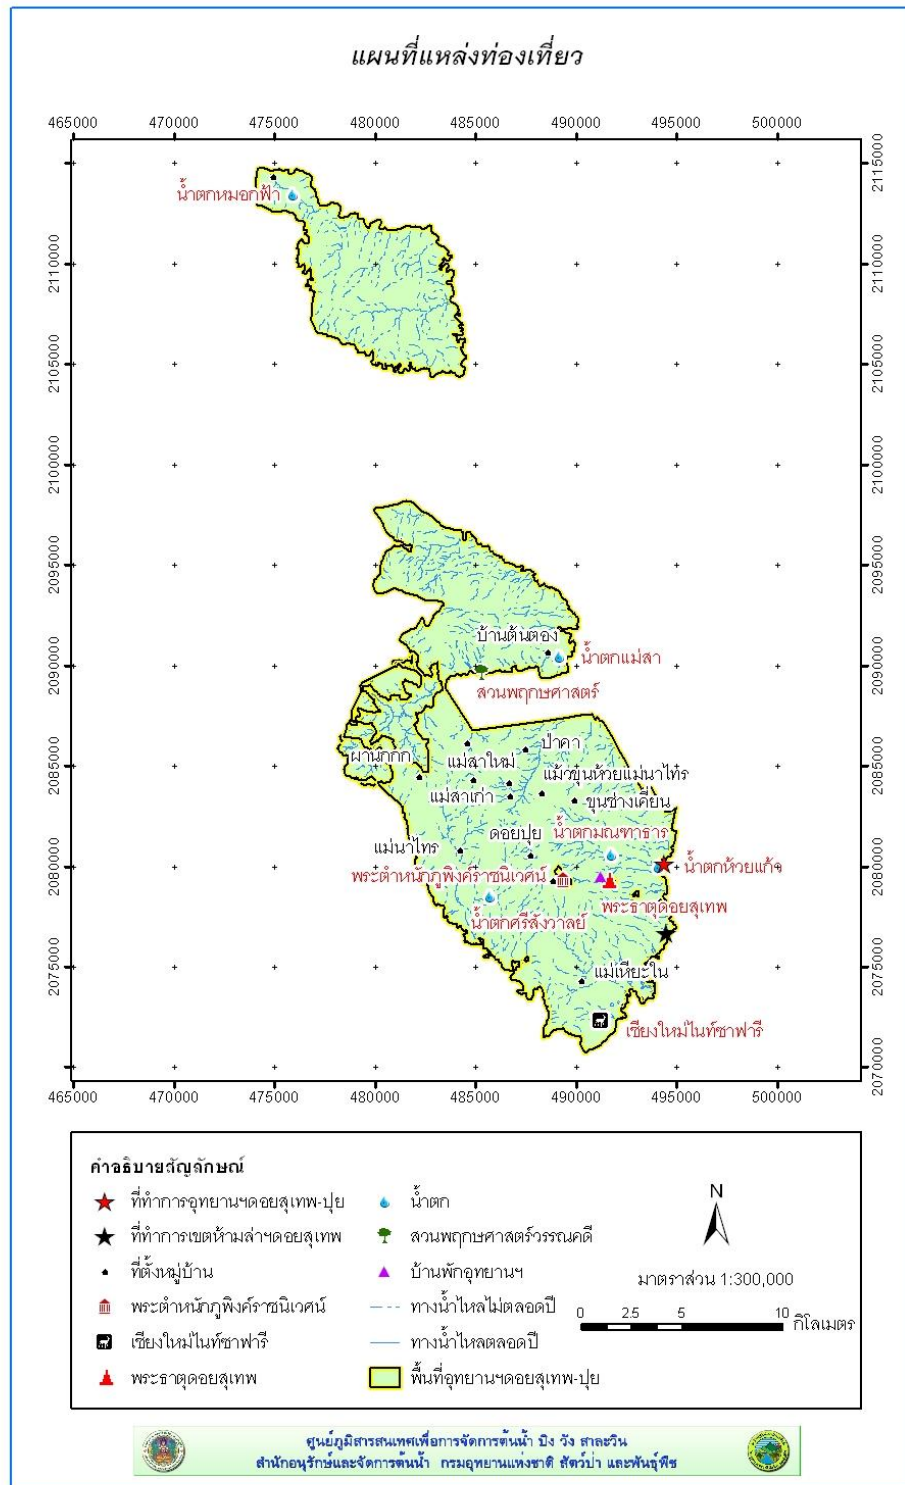 แผนที่แหล่งท่องเที่ยว
465000 470000 475000 480000 485000 490000 495000 500000
2115000 2115000
น้ำตกหมอกฟ้า
2110000 2110000
2105000 2105000
2100000 2100000
2095000 2095000
บ้านต้นตอง
น้ำตกแม่สา
2090000 2090000
สวนพฤกษศาสตร์
ป่าคา
ผานกกก
แม่สาใหม่
2085000 2085000
แม้วขุนห้วยแม่นาไทร
แม่สาเก่า
ขุนช่างเคี่ยน
ดอยปุย
น้ำตกมณฑาธาร
แม่นาไทร
น้ำตกห้วยแก้ว
2080000 2080000
พระตำหนักภูพิงค์ราชนิเวศน์
พระธาตุดอยสุเทพ
น้ำตกศรีสังวาลย์
2075000 2075000
แม่เหียะใน
เชียงใหม่ไนท์ซาฟารี
2070000 2070000
465000 470000 475000 480000 485000 490000 495000 500000
คำอธิบายสัญลักษณ์
ที่ทำการอุทยานฯดอยสุเทพ-ปุย
ที่ทำการเขตห้ามล่าฯดอยสุเทพ
ที่ตั้งหมู่บ้าน
พระตำหนักภูพิงค์ราชนิเวศน์
เชียงใหม่ไนท์ซาฟารี
พระธาตุดอยสุเทพ
น้ำตก
สวนพฤกษศาสตร์วรรณคดี
บ้านพักอุทยานฯ
ทางน้ำไหลไม่ตลอดปี
ทางน้ำไหลตลอดปี
พื้นที่อุทยานฯดอยสุเทพ-ปุย
N
มาตราส่วน 1:300,000
0 2.5 5 10
กิโลเมตร
ศูนย์ภูมิสารสนเทศเพื่อการจัดการต้นน้ำ ปิง วัง สาละวิน
สำนักอนุรักษ์และจัดการต้นน้ำ กรมอุทยานแห่งชาติ สัตว์ป่า และพันธุ์พืช